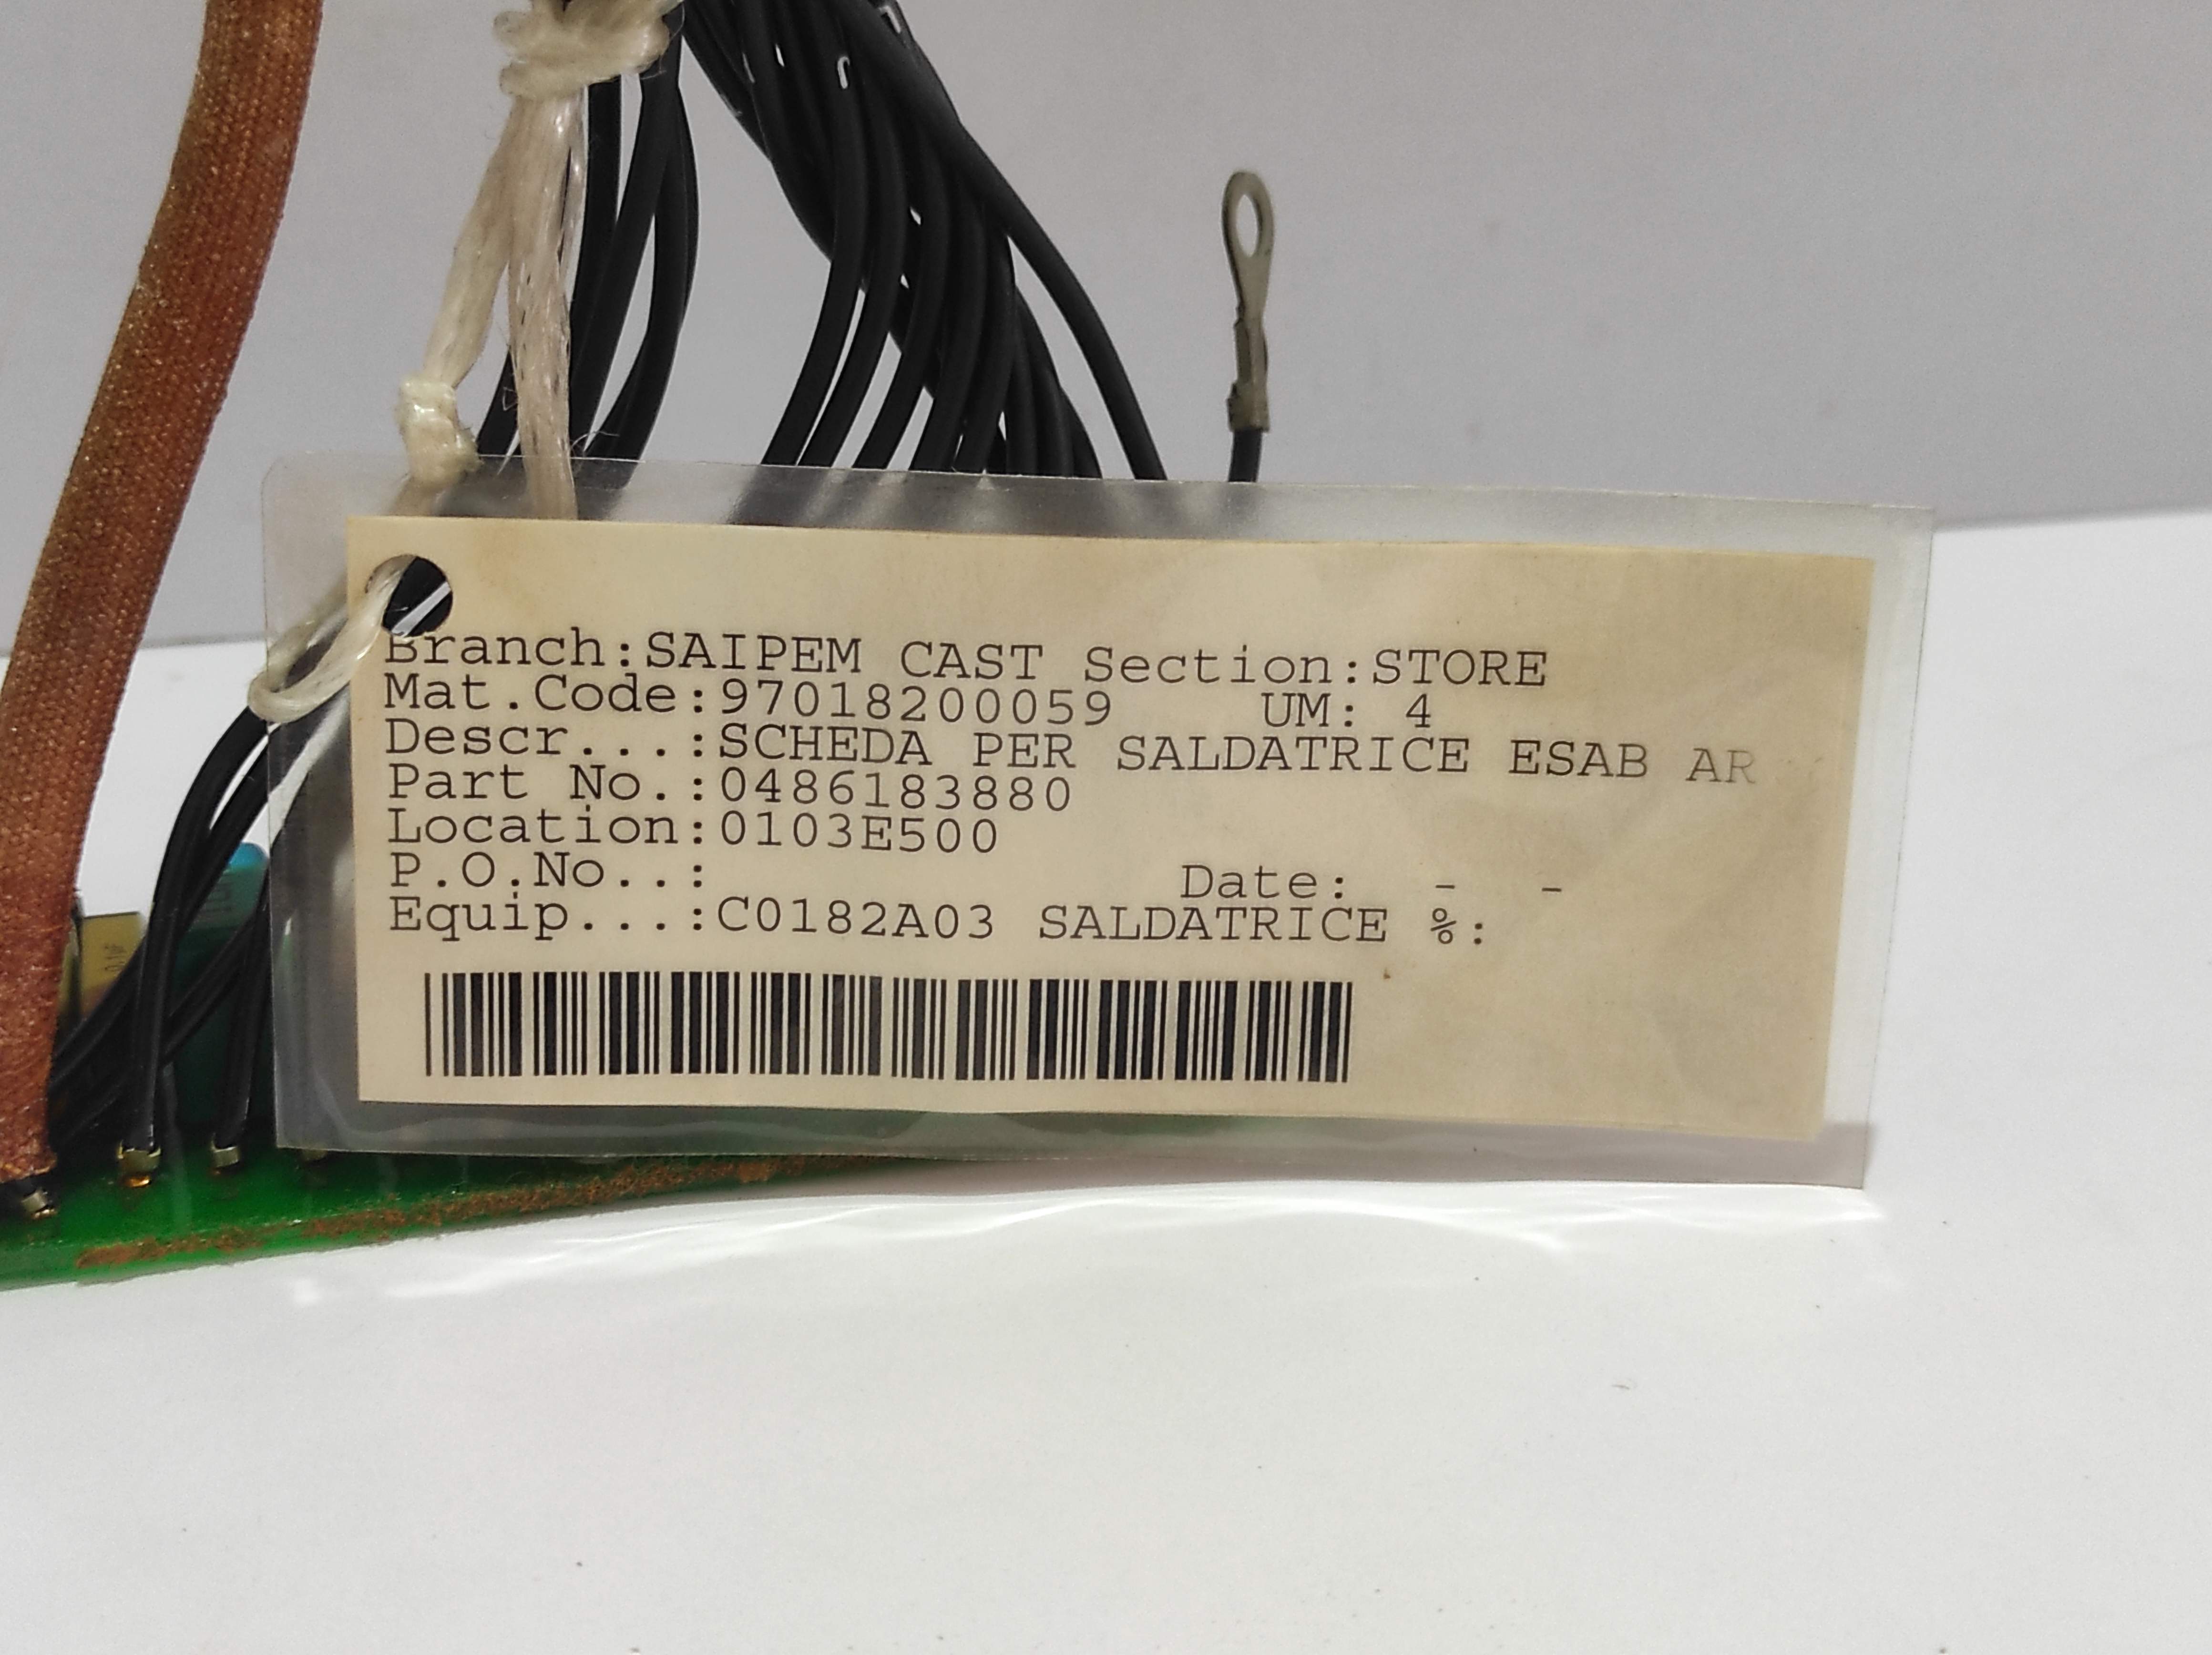 Branch:SAIPEM CAST Section:STORE
Mat.Code:97018200059 UM: 4
Descr...:SCHEDA PER SALDATRICE ESAB AR
Part No.:0486183880
Location:0103E500
P.O.No..: Date: - -
Equip...:C0182A03 SALDATRICE %: